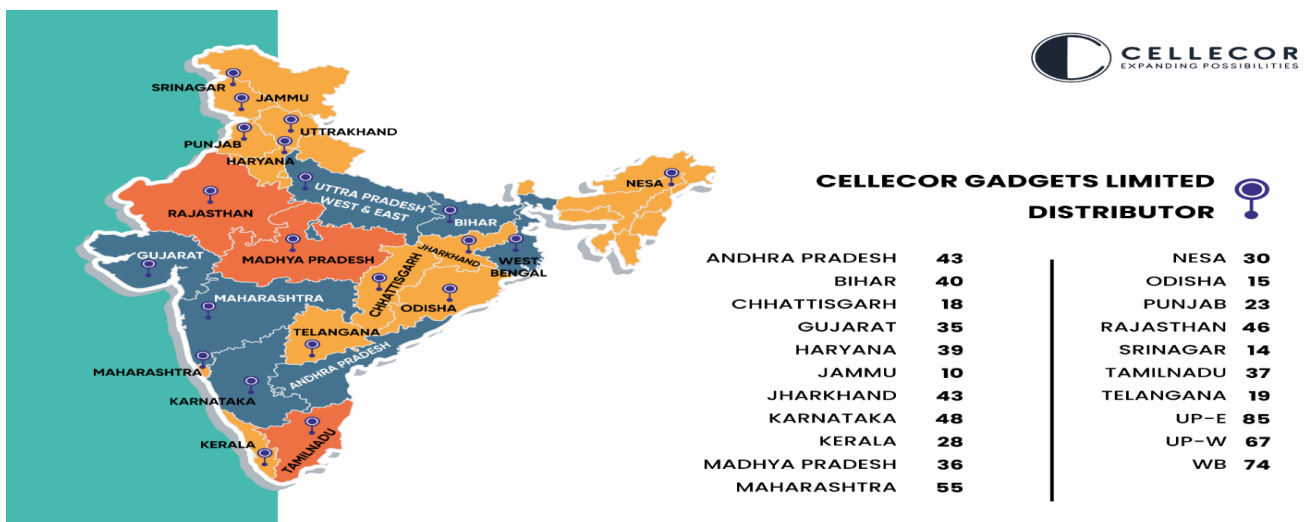 CELLECOR
EXPANDING POSSIBILITIES
SRINAGAR
JAMMU
UTTRAKHAND
PUNJAB
HARYANA
UTTRA PRADESH
WEST & EAST
NESA
RAJASTHAN
BIHAR
GUJARAT
MADHYA PRADESH
JHARKHAND
WEST
BENGAL
CHHATTISGARH
MAHARASHTRA
ODISHA
TELANGANA
ANDHRA PRADESH
MAHARASHTRA
KARNATAKA
KERALA
TAMILNADU
CELLECOR GADGETS LIMITED
DISTRIBUTOR
ANDHRA PRADESH 43
BIHAR 40
CHHATTISGARH 18
GUJARAT 35
HARYANA 39
JAMMU 10
JHARKHAND 43
KARNATAKA 48
KERALA 28
MADHYA PRADESH 36
MAHARASHTRA 55
NESA 30
ODISHA 15
PUNJAB 23
RAJASTHAN 46
SRINAGAR 14
TAMILNADU 37
TELANGANA 19
UP-E 85
UP-W 67
WB 74